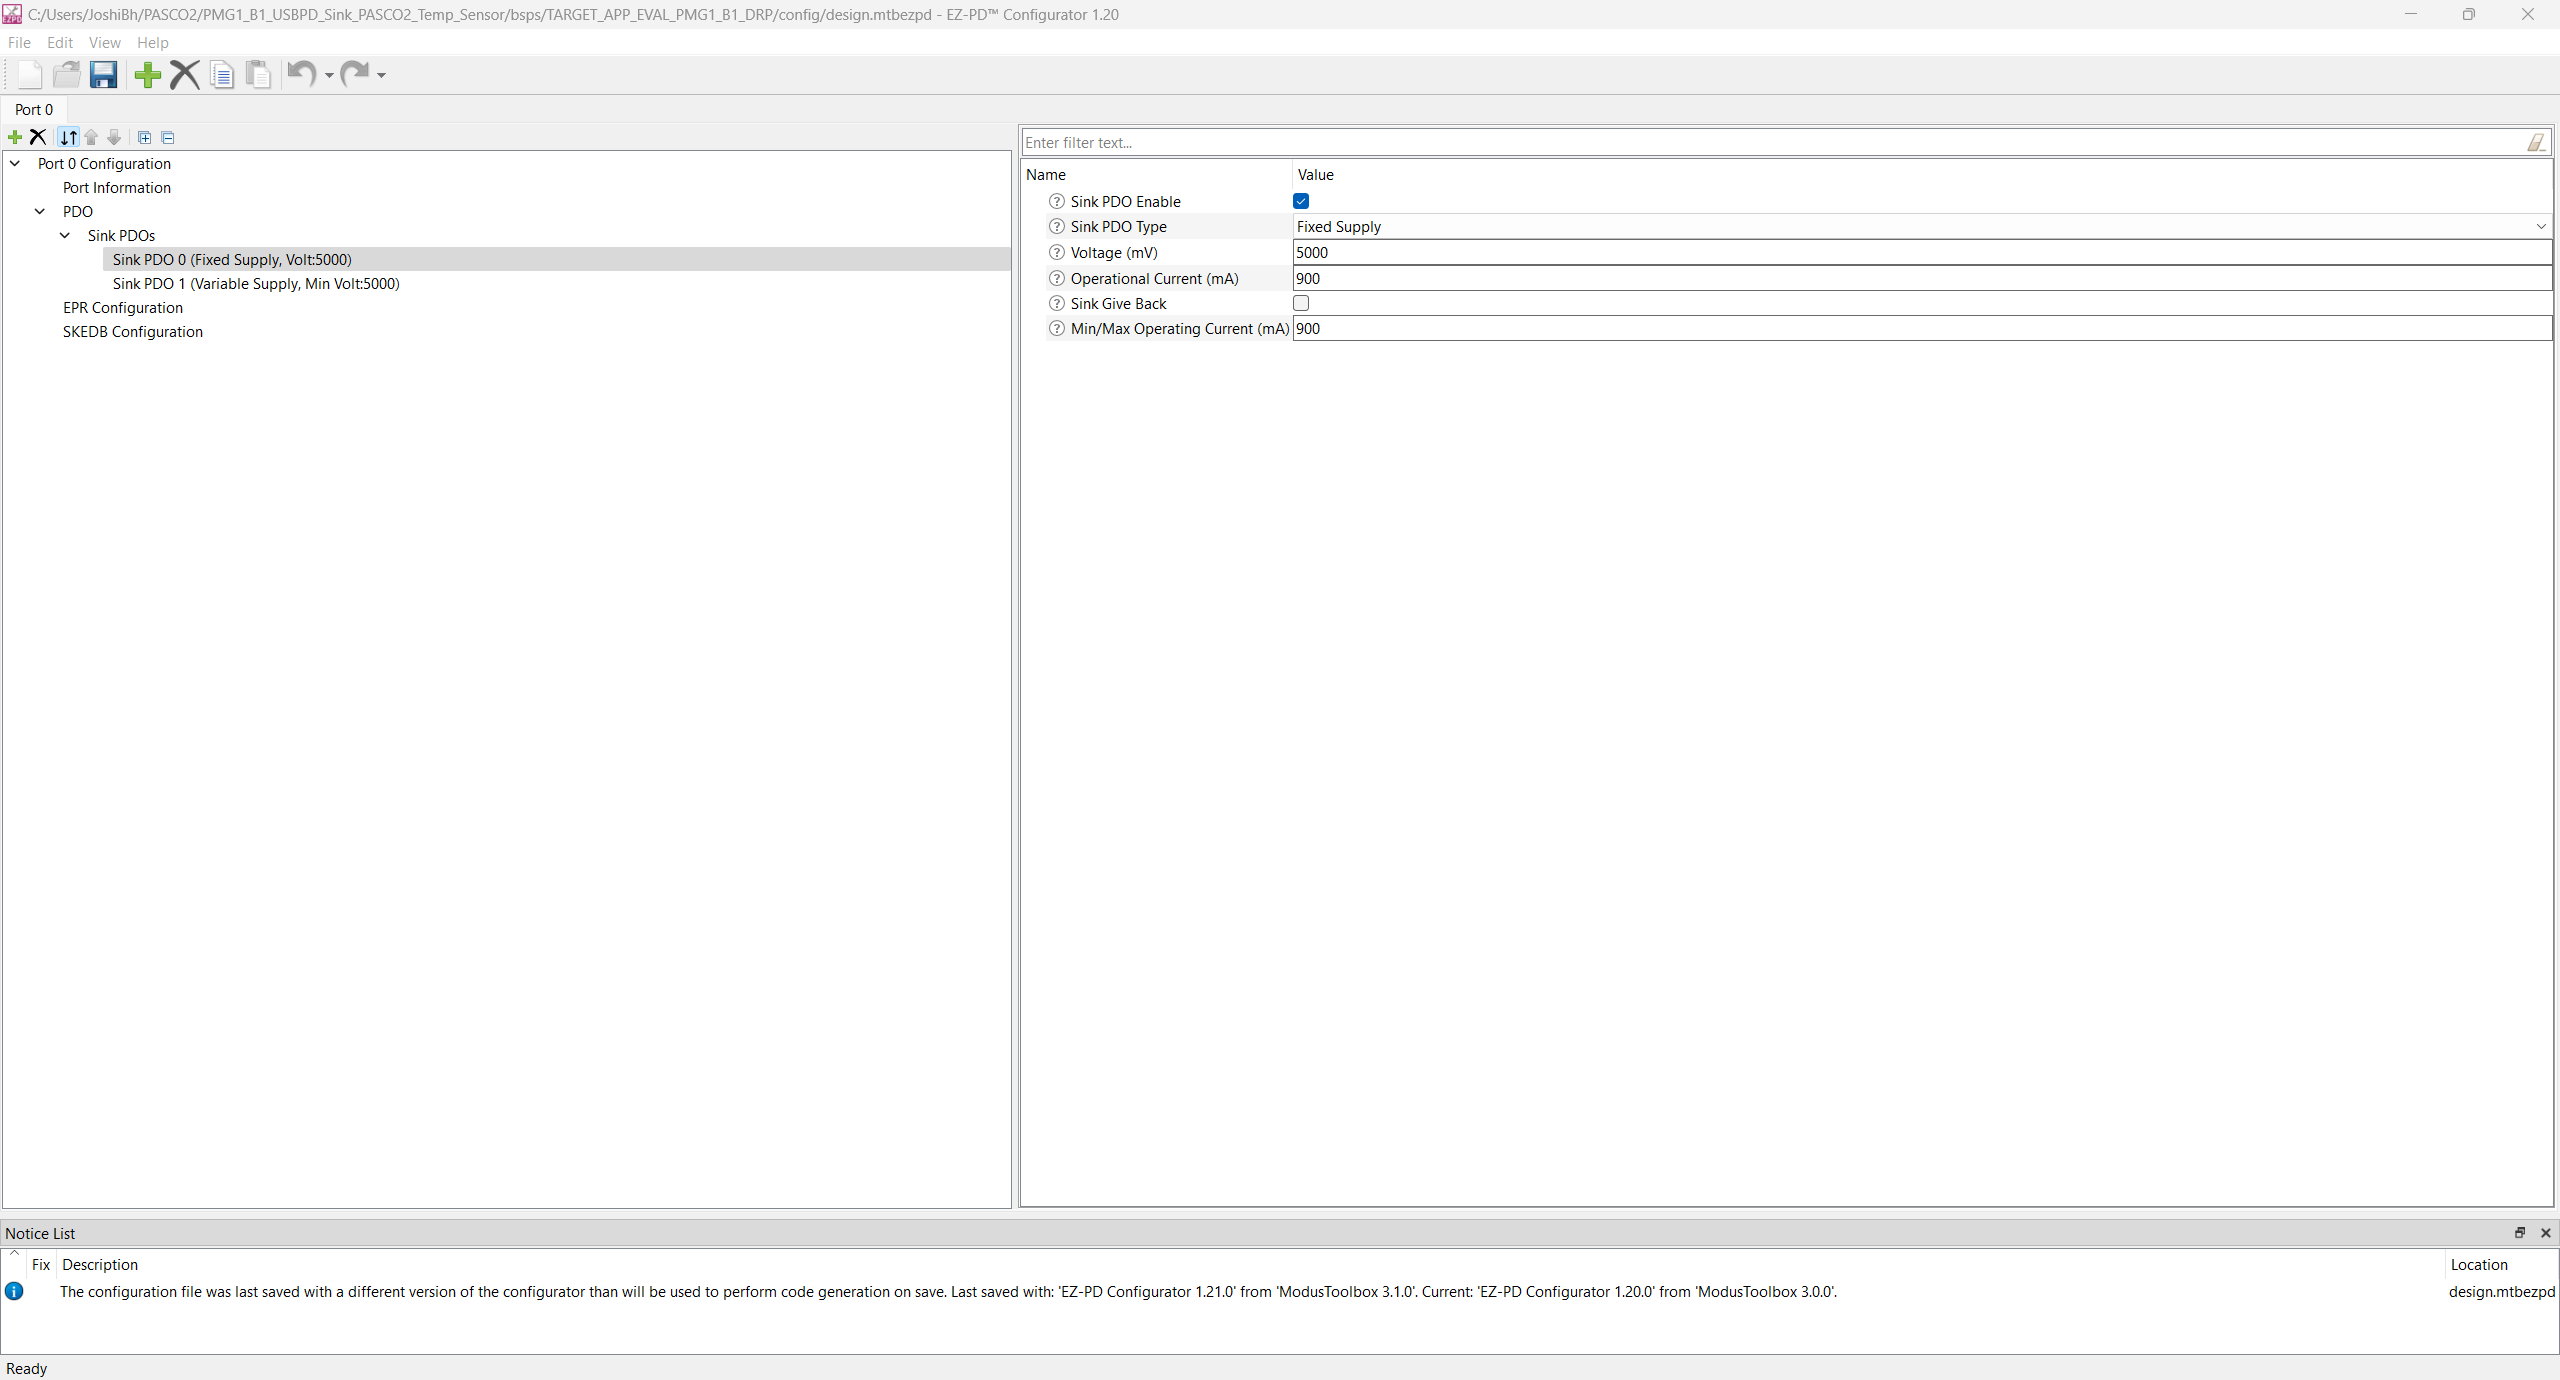 C:/Users/JoshiBh/PASCO2/PMG1_B1_USBPD_Sink_PASCO2_Temp_Sensor/bsps/TARGET_APP_EVAL_PMG1_B1_DRP/config/design.mtbezpd - EZ-PD™ Configurator 1.20
File Edit View Help
Port 0
Enter filter text...
Port 0 Configuration
Port Information
PDO
Sink PDOs
Sink PDO 0 (Fixed Supply, Volt:5000)
Sink PDO 1 (Variable Supply, Min Volt:5000)
EPR Configuration
SKEDB Configuration
Name Value
Sink PDO Enable
Sink PDO Type Fixed Supply
Voltage (mV) 5000
Operational Current (mA) 900
Sink Give Back
Min/Max Operating Current (mA) 900
Notice List
Fix Description Location
The configuration file was last saved with a different version of the configurator than will be used to perform code generation on save. Last saved with: 'EZ-PD Configurator 1.21.0' from 'ModusToolbox 3.1.0'. Current: 'EZ-PD Configurator 1.20.0' from 'ModusToolbox 3.0.0'. design.mtbezpd
Ready